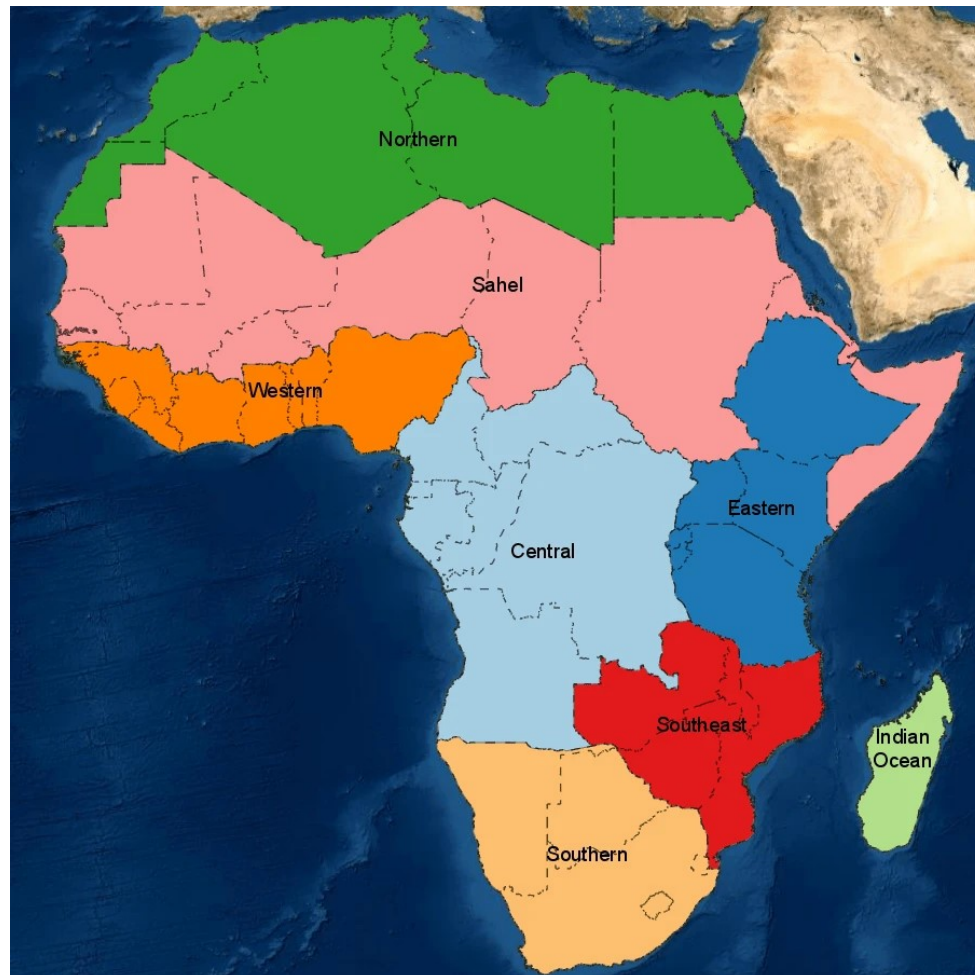 Northern
Sahel
Western
Eastern
Central
Southeast
Indian
Ocean
Southern